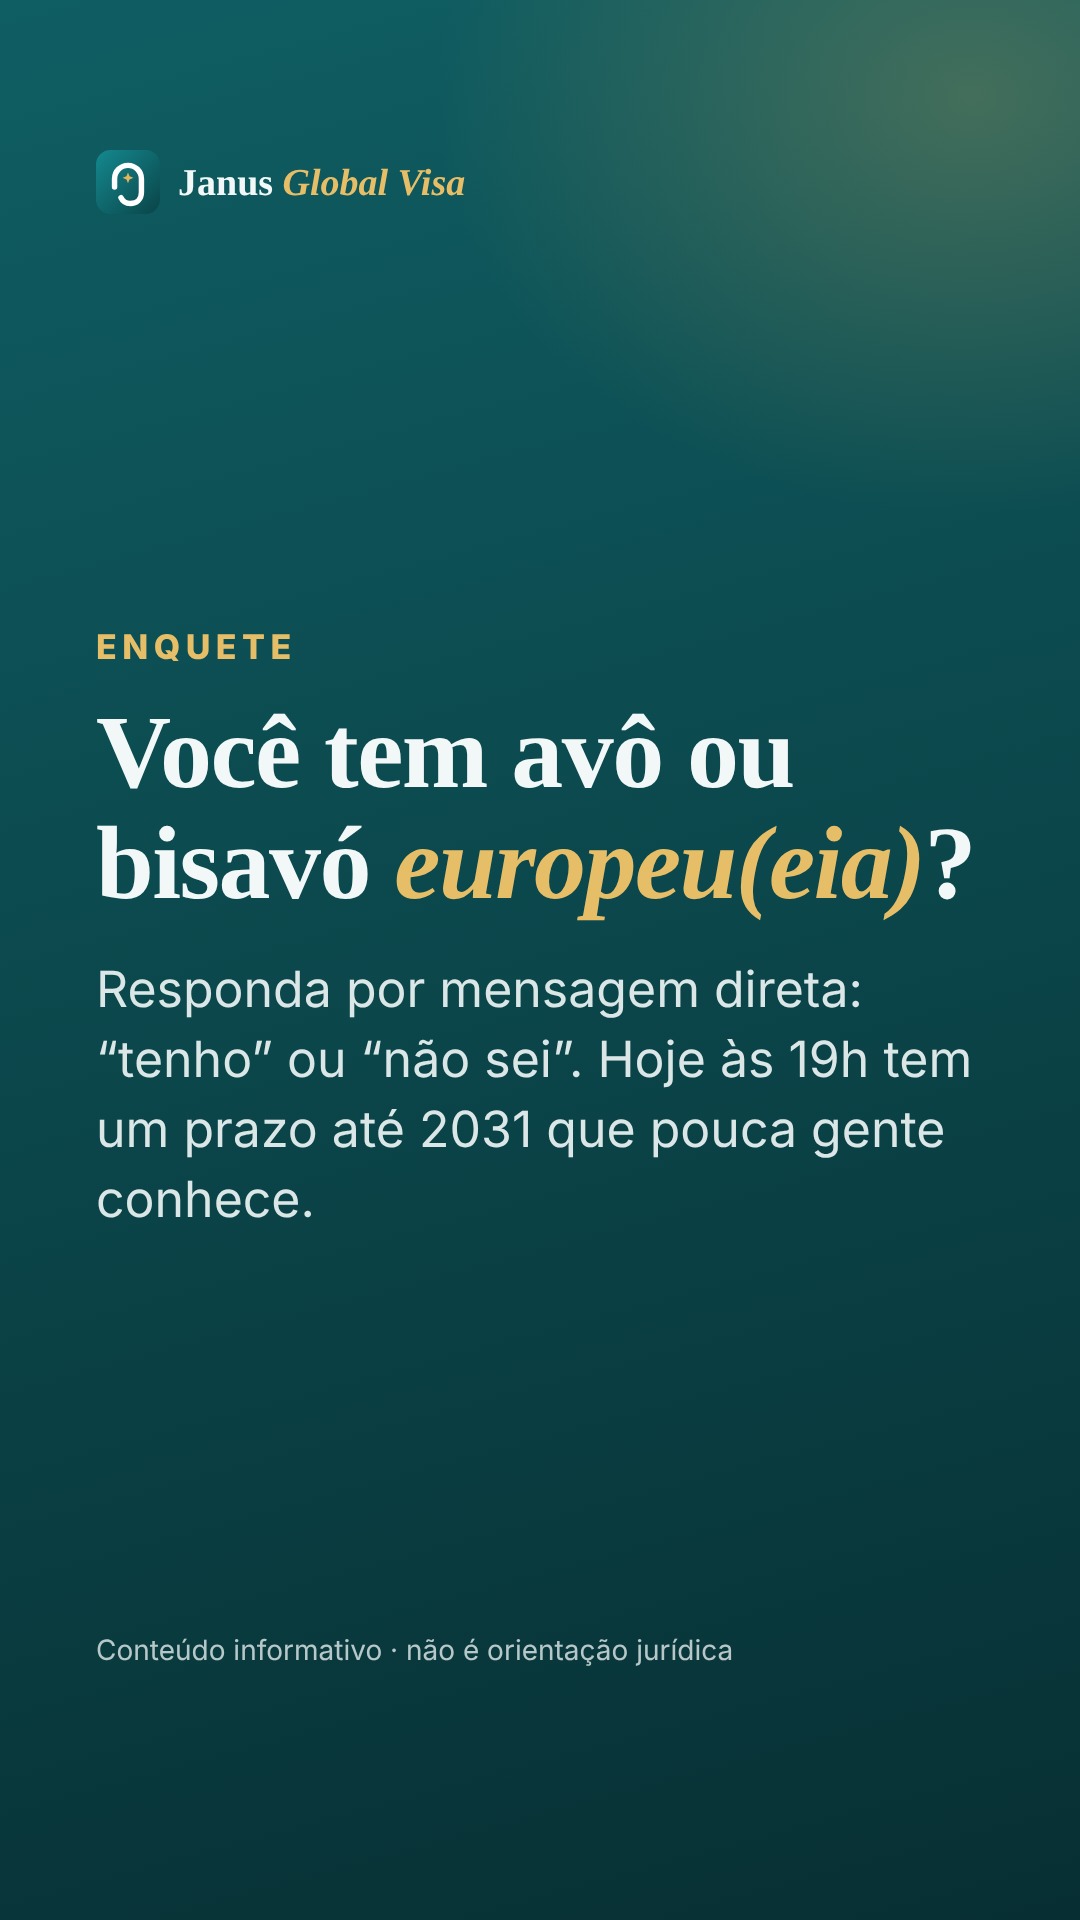 Janus Global Visa
ENQUETE
Você tem avô ou
bisavó europeu(eia)?
Responda por mensagem direta:
“tenho” ou “não sei”. Hoje às 19h tem
um prazo até 2031 que pouca gente
conhece.
Conteúdo informativo · não é orientação jurídica